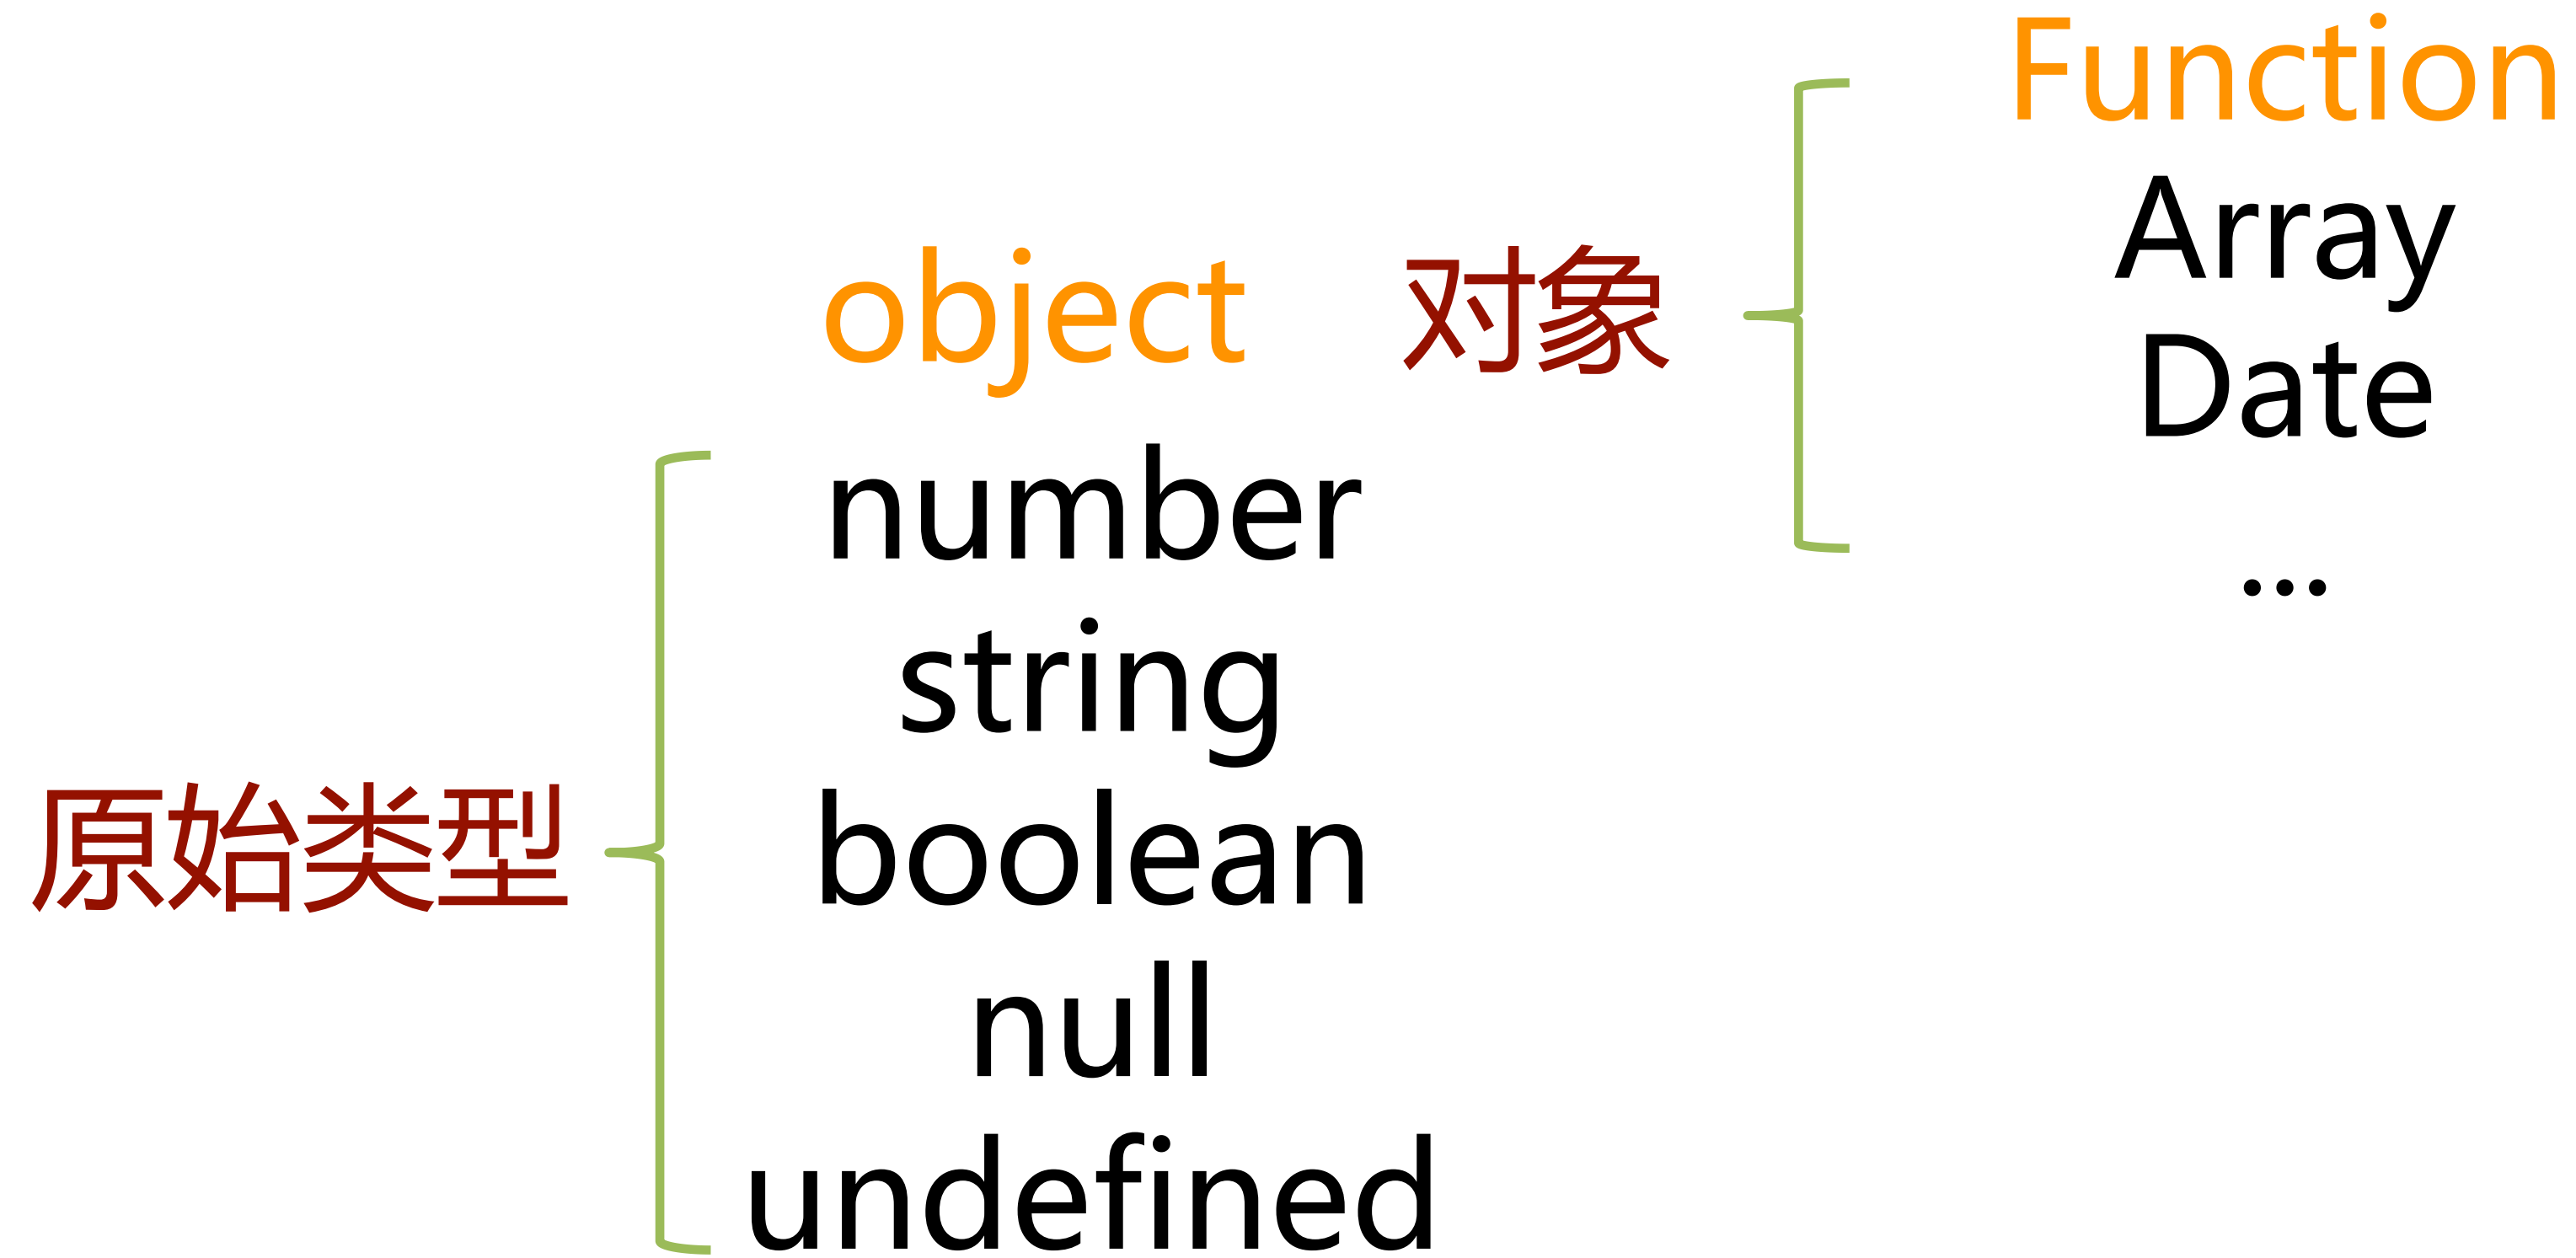 Function
Array
Date
...
object 对象
number
string
boolean
null
undefined
原始类型